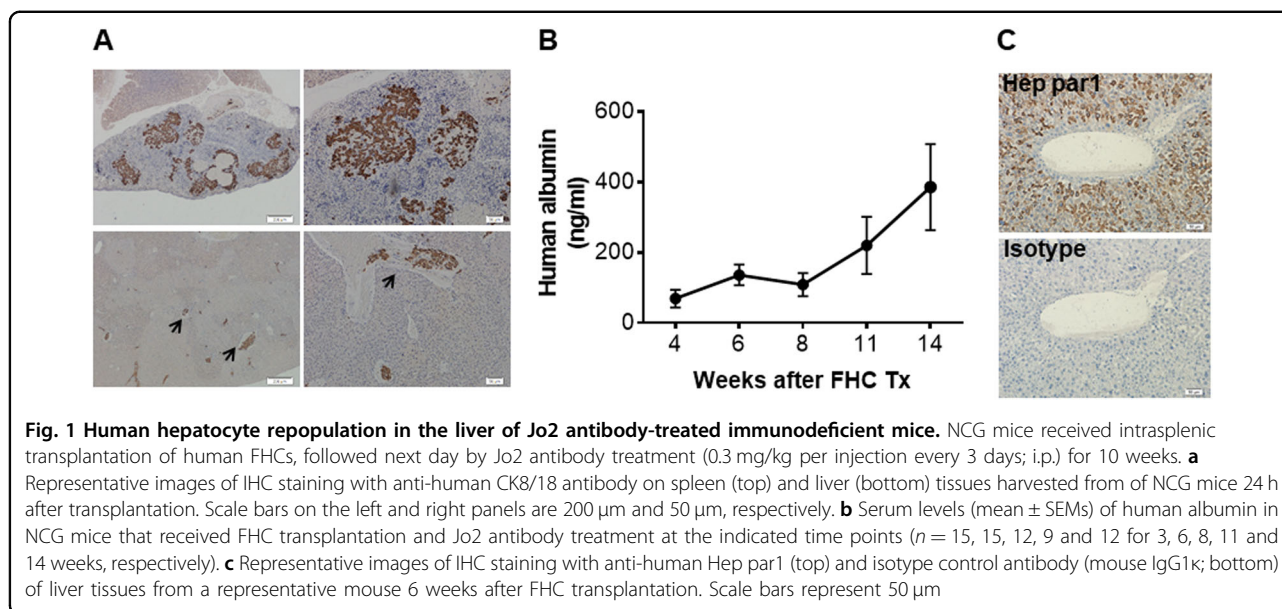 A
B
C
Hep par1
Isotype
Human albumin
(ng/ml)
600
400
200
0
4 6 8 11 14
Weeks after FHC Tx
Fig. 1 Human hepatocyte repopulation in the liver of Jo2 antibody-treated immunodeficient mice. NCG mice received intrasplenic
transplantation of human FHCs, followed next day by Jo2 antibody treatment (0.3 mg/kg per injection every 3 days; i.p.) for 10 weeks. a
Representative images of IHC staining with anti-human CK8/18 antibody on spleen (top) and liver (bottom) tissues harvested from of NCG mice 24 h
after transplantation. Scale bars on the left and right panels are 200 μm and 50 μm, respectively. b Serum levels (mean ± SEMs) of human albumin in
NCG mice that received FHC transplantation and Jo2 antibody treatment at the indicated time points (n = 15, 15, 12, 9 and 12 for 3, 6, 8, 11 and
14 weeks, respectively). c Representative images of IHC staining with anti-human Hep par1 (top) and isotype control antibody (mouse IgG1κ; bottom)
of liver tissues from a representative mouse 6 weeks after FHC transplantation. Scale bars represent 50 μm